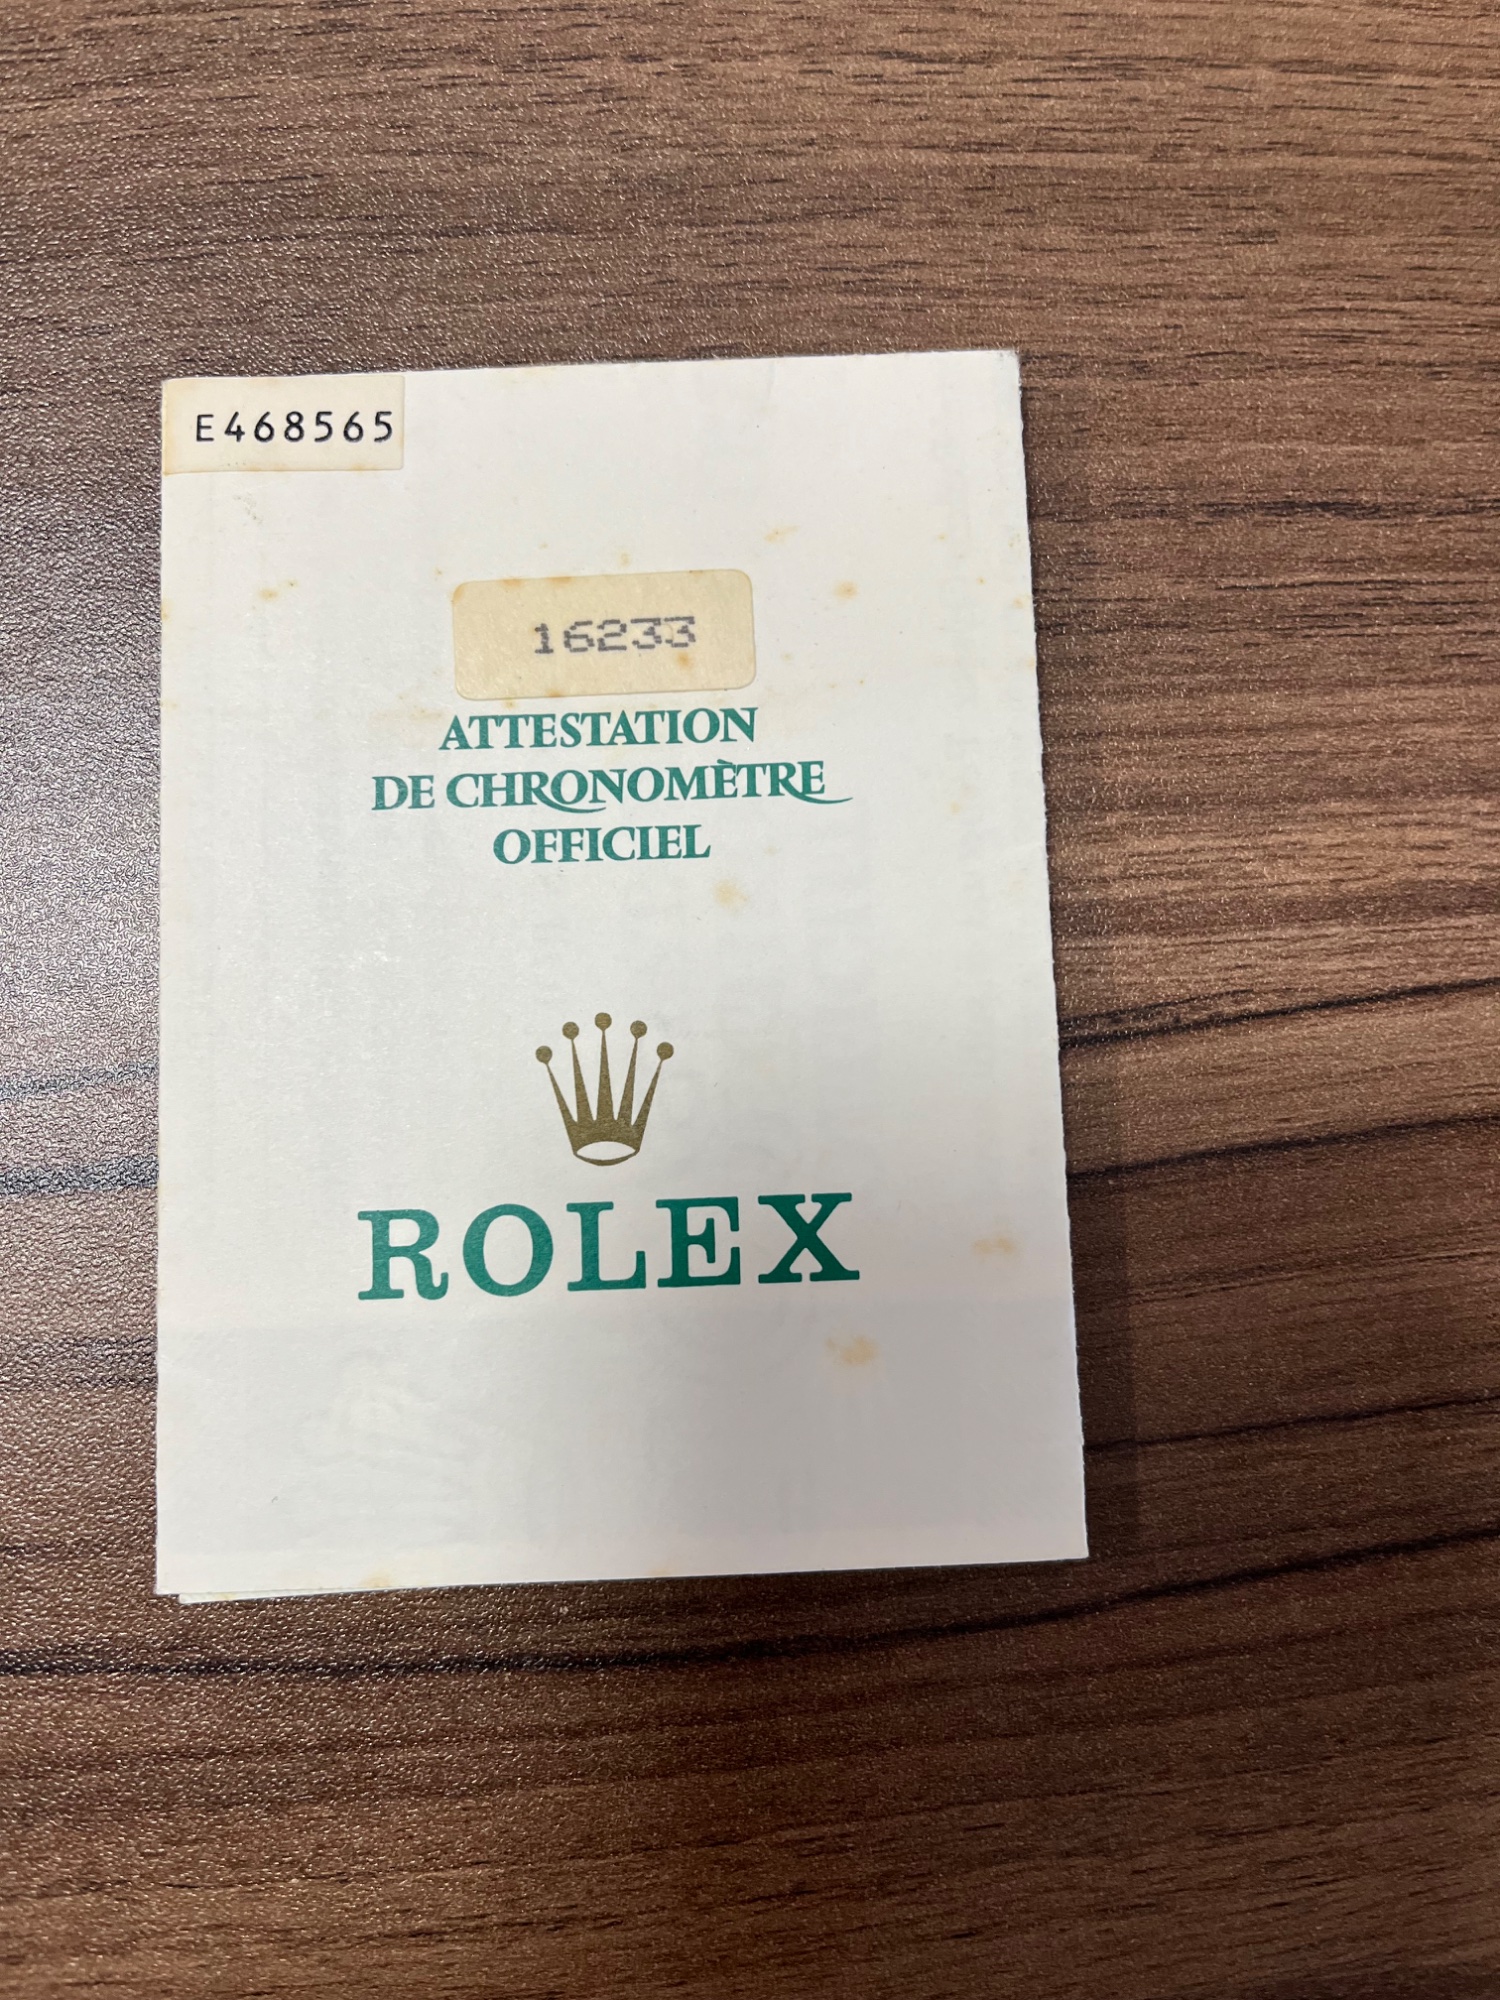 E468565
16233
ATTESTATION
DE CHRONOMÈTRE
OFFICIEL
ROLEX